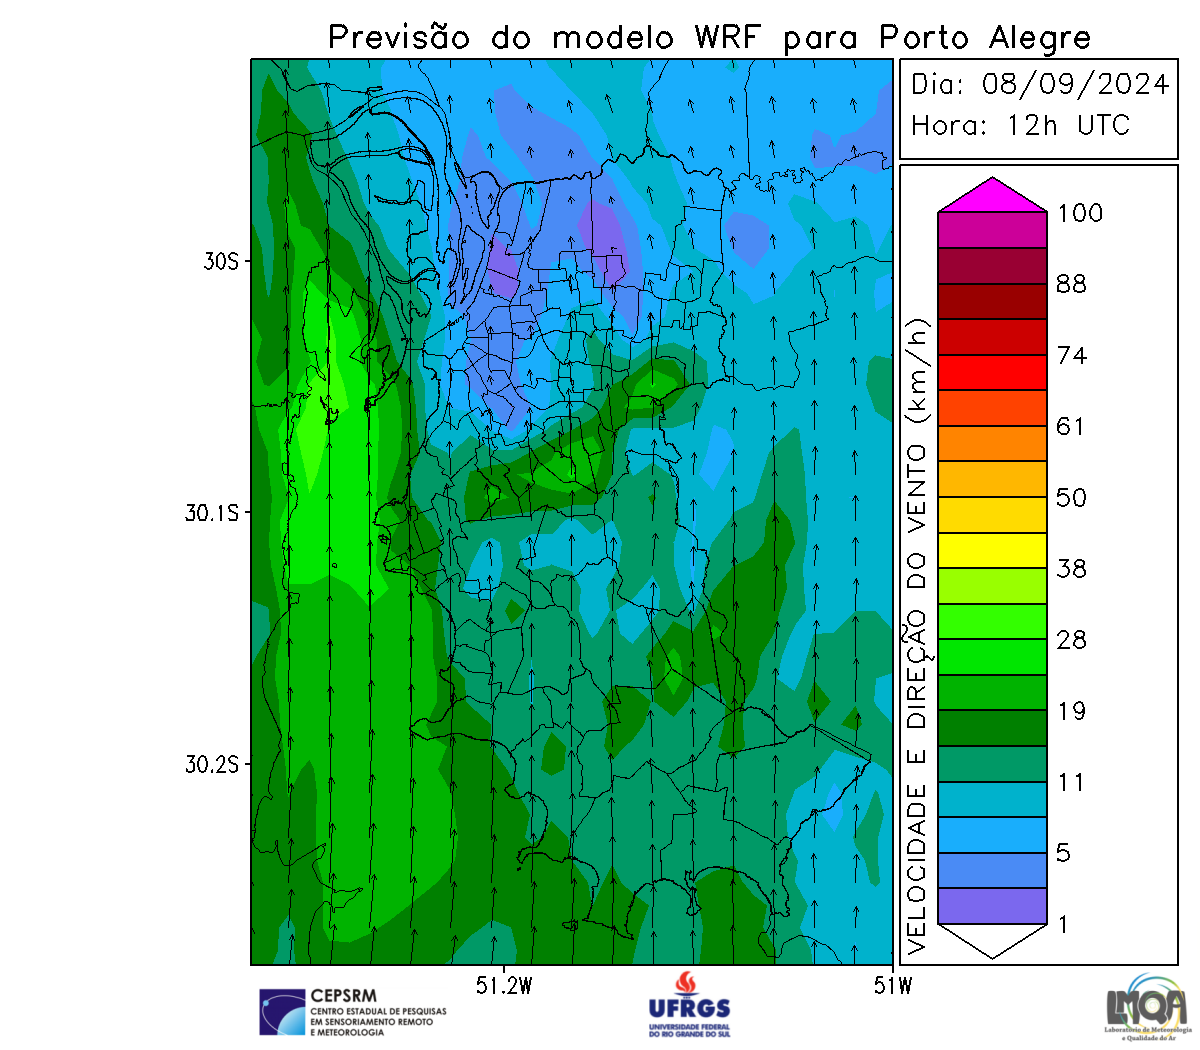 Previsão do modelo WRF para Porto Alegre
Dia: 08/09/2024
Hora: 12h UTC
100
88
74
61
50
38
28
19
11
5
1
VELOCIDADE E DIREÇÃO DO VENTO (km/h)
30S
30.1S
30.2S
51.2W
51W
CEPSRM
CENTRO ESTADUAL DE PESQUISAS
EM SENSORIAMENTO REMOTO
E METEOROLOGIA
UFRGS
UNIVERSIDADE FEDERAL
DO RIO GRANDE DO SUL
LMQA
Laboratório de Meteorologia
e Qualidade do Ar